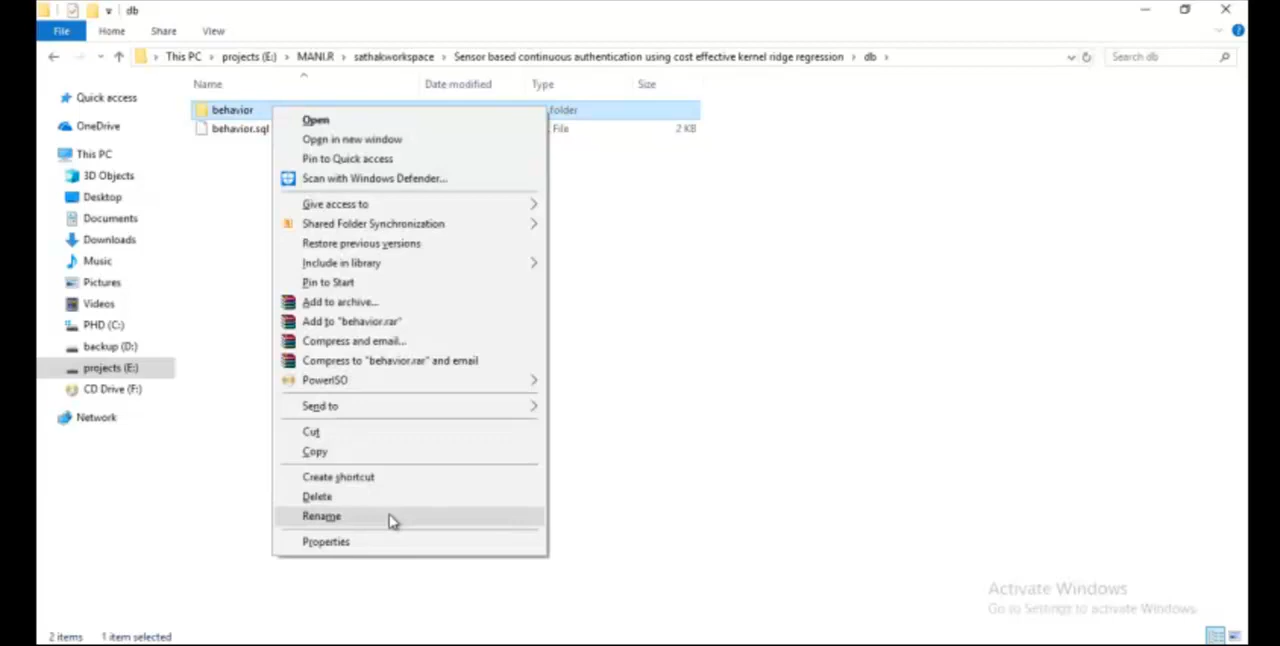 db
File Home Share View
This PC projects (E:) MANI.R sathakworkspace Sensor based continuous authentication using cost effective kernel ridge regression db Search db
Name Date modified Type Size
Quick access
OneDrive
This PC
3D Objects
Desktop
Documents
Downloads
Music
Pictures
Videos
PHD (C:)
backup (D:)
projects (E:)
CD Drive (F:)
Network
behavior folder
behavior.sql File 2 KB
Open
Open in new window
Pin to Quick access
Scan with Windows Defender...
Give access to
Shared Folder Synchronization
Restore previous versions
Include in library
Pin to Start
Add to archive...
Add to "behavior.rar"
Compress and email...
Compress to "behavior.rar" and email
PowerISO
Send to
Cut
Copy
Create shortcut
Delete
Rename
Properties
Activate Windows
Go to Settings to activate Windows.
2 items 1 item selected